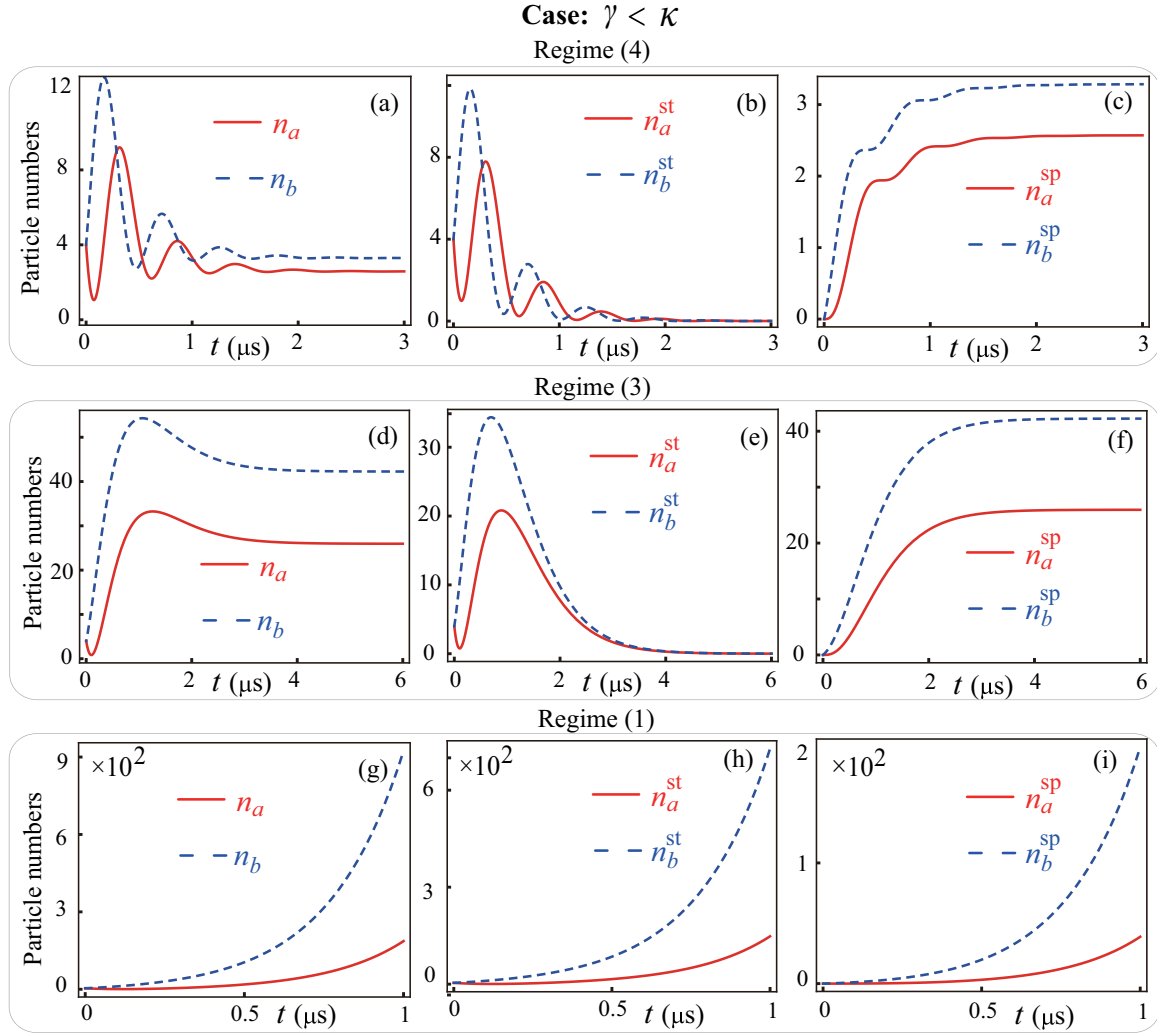 Case: γ < κ
Regime (4)
Particle numbers
12
8
4
0
(a)
n_a
n_b
0 1 2 3
t (μs)
8
4
0
(b)
n_a^st
n_b^st
0 1 2 3
t (μs)
3
2
1
0
(c)
n_a^sp
n_b^sp
0 1 2 3
t (μs)
Regime (3)
Particle numbers
40
20
0
(d)
n_a
n_b
0 2 4 6
t (μs)
30
20
10
0
(e)
n_a^st
n_b^st
0 2 4 6
t (μs)
40
20
0
(f)
n_a^sp
n_b^sp
0 2 4 6
t (μs)
Regime (1)
Particle numbers
9
6
3
0
×10^2
(g)
n_a
n_b
0 0.5 1
t (μs)
6
3
0
×10^2
(h)
n_a^st
n_b^st
0 0.5 1
t (μs)
2
1
0
×10^2
(i)
n_a^sp
n_b^sp
0 0.5 1
t (μs)